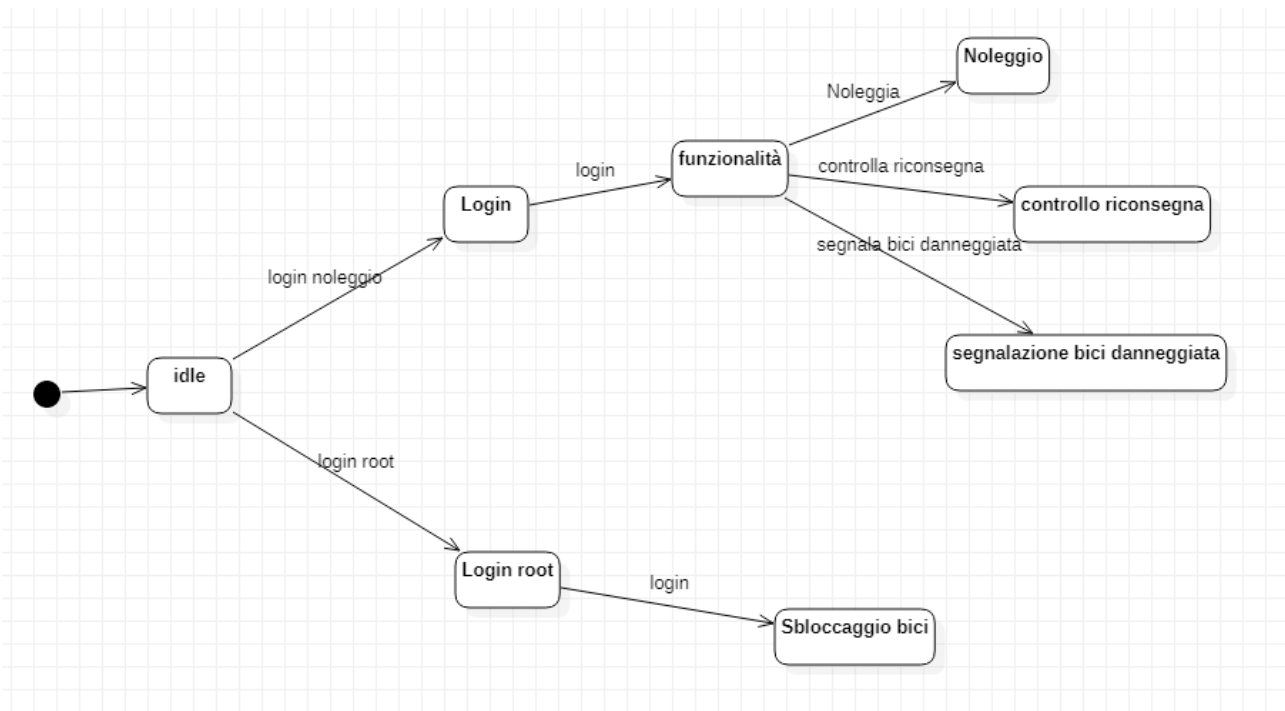 Noleggio
Noleggia
funzionalità
controlla riconsegna
login
Login
controllo riconsegna
segnala bici danneggiata
login noleggio
segnalazione bici danneggiata
idle
login root
Login root
login
Sbloccaggio bici